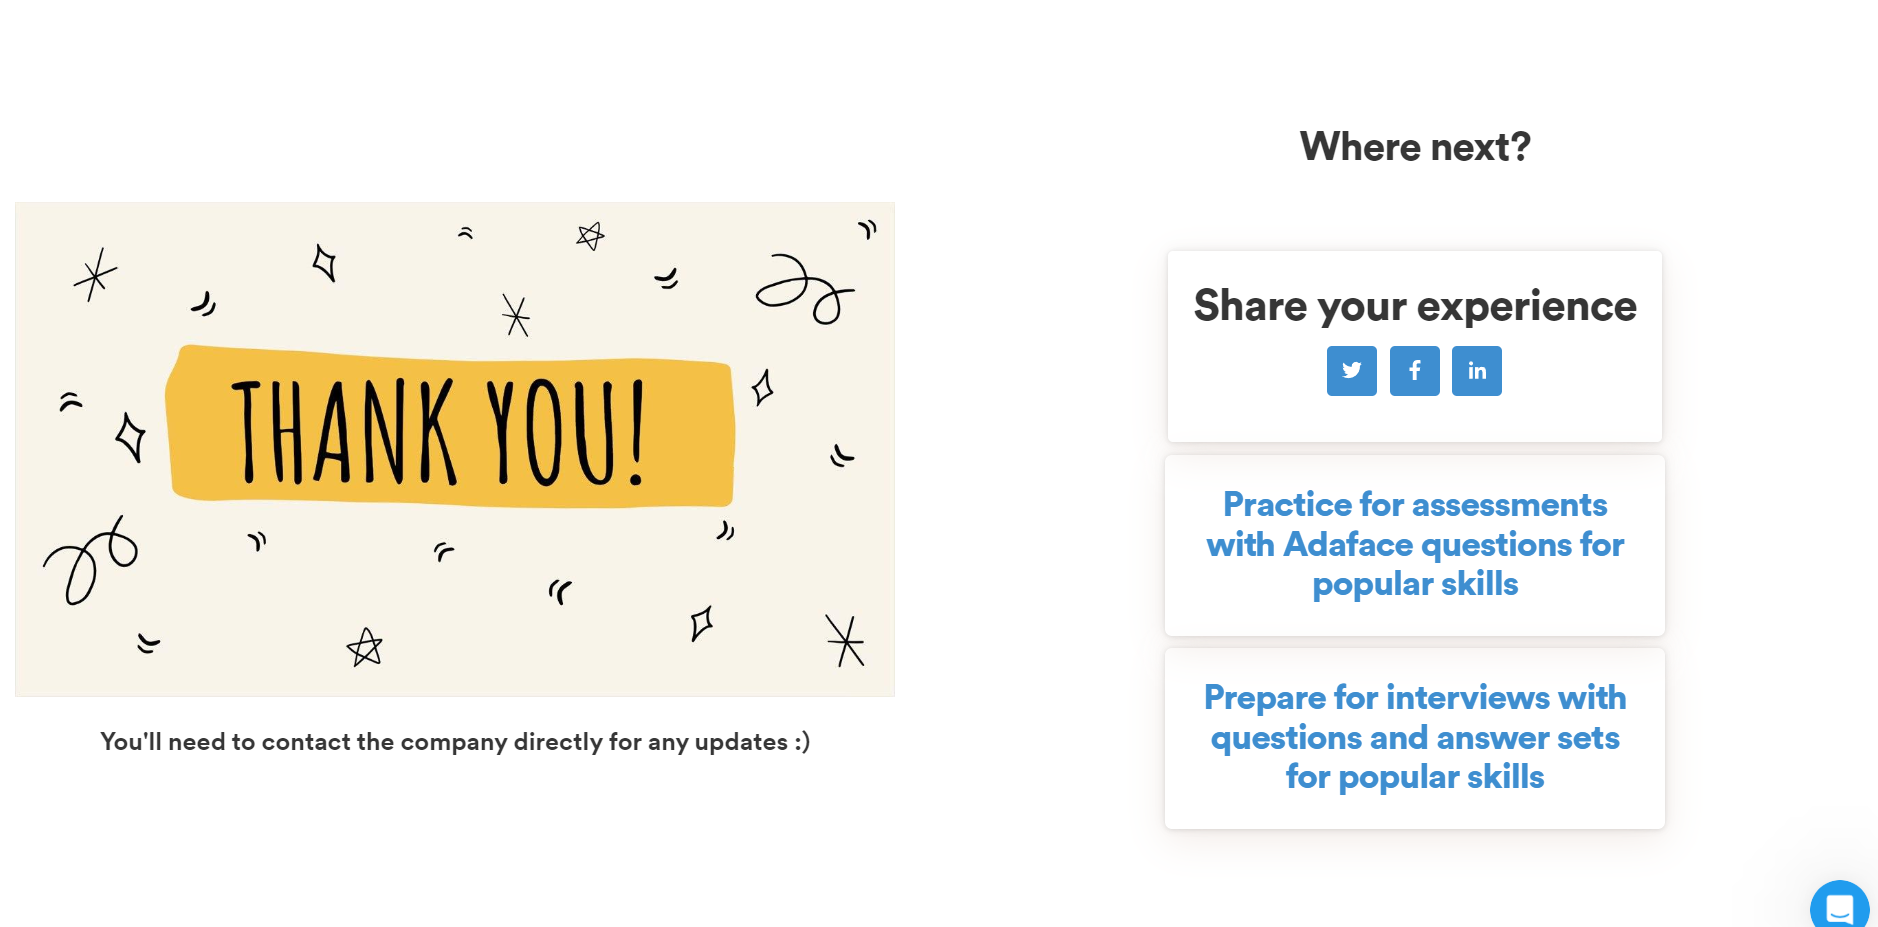 THANK YOU!
You'll need to contact the company directly for any updates :)
Where next?
Share your experience
Practice for assessments
with Adaface questions for
popular skills
Prepare for interviews with
questions and answer sets
for popular skills